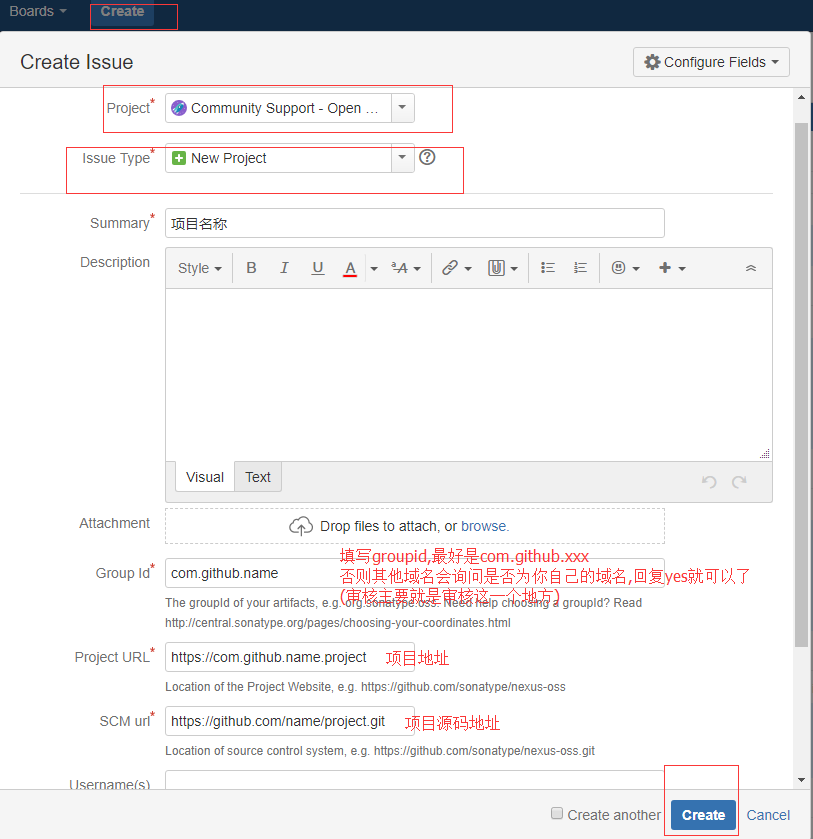 Boards
Create
Create Issue
Configure Fields
Project*
Community Support - Open ...
Issue Type*
New Project
Summary*
项目名称
Description
Style
B
I
U
A
ªA
Visual
Text
Attachment
Drop files to attach, or browse.
填写groupid,最好是com.github.xxx
Group Id*
com.github.name
否则其他域名会询问是否为你自己的域名,回复yes就可以了
(审核主要就是审核这一个地方)
The groupId of your artifacts, e.g. org.sonatype.oss. Need help choosing a groupId? Read
http://central.sonatype.org/pages/choosing-your-coordinates.html
Project URL*
https://com.github.name.project
项目地址
Location of the Project Website, e.g. https://github.com/sonatype/nexus-oss
SCM url*
https://github.com/name/project.git
项目源码地址
Location of source control system, e.g. https://github.com/sonatype/nexus-oss.git
Username(s)
Create another
Create
Cancel